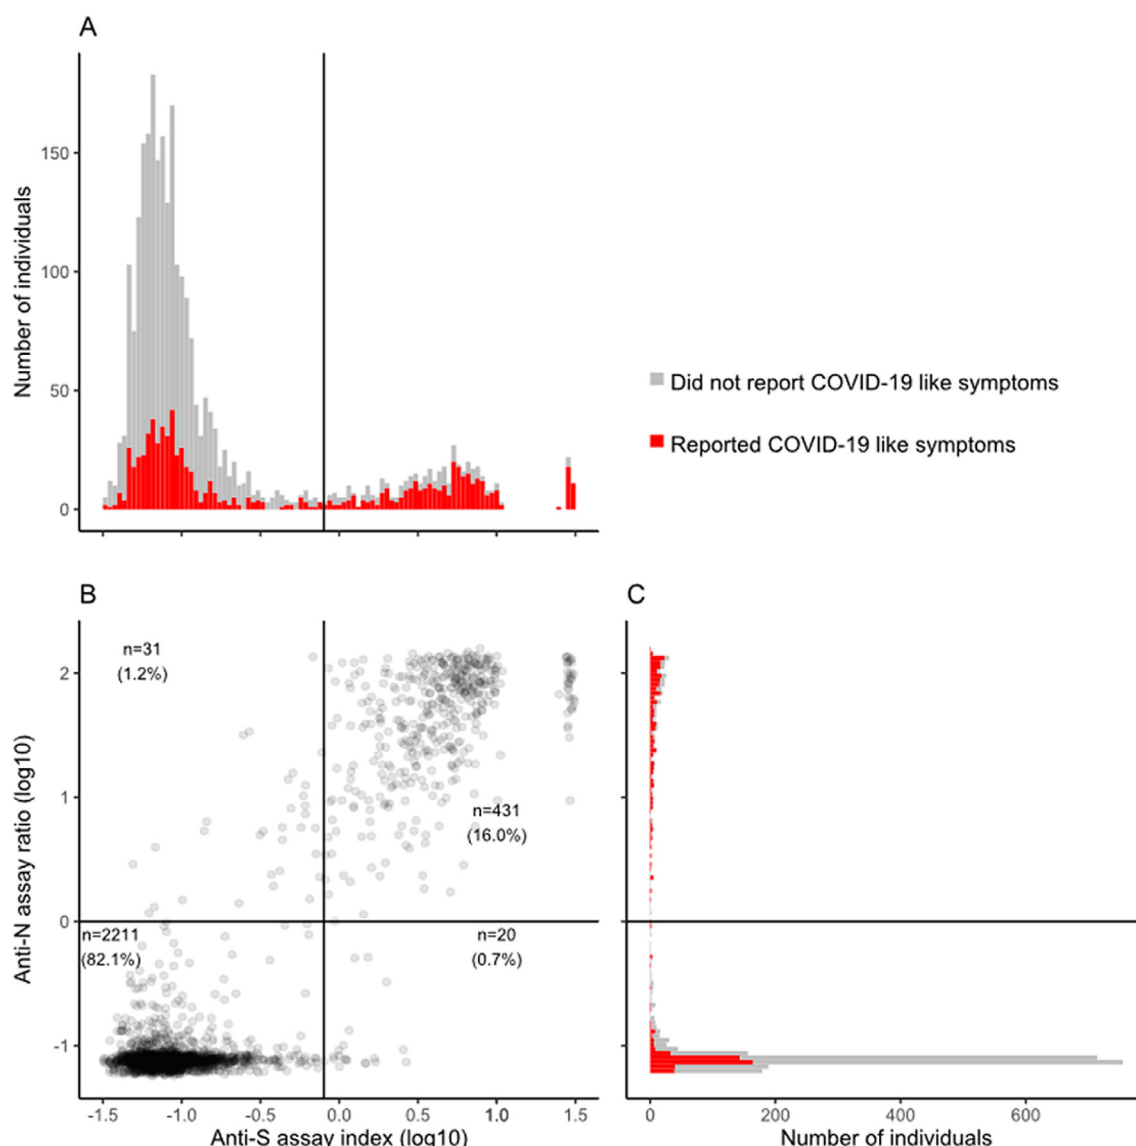 A
Number of individuals
150
100
50
0
Did not report COVID-19 like symptoms
Reported COVID-19 like symptoms
B
C
Anti-N assay ratio (log10)
2
1
0
-1
n=31
(1.2%)
n=431
(16.0%)
n=2211
(82.1%)
n=20
(0.7%)
-1.5 -1.0 -0.5 0.0 0.5 1.0 1.5
Anti-S assay index (log10)
0 200 400 600
Number of individuals